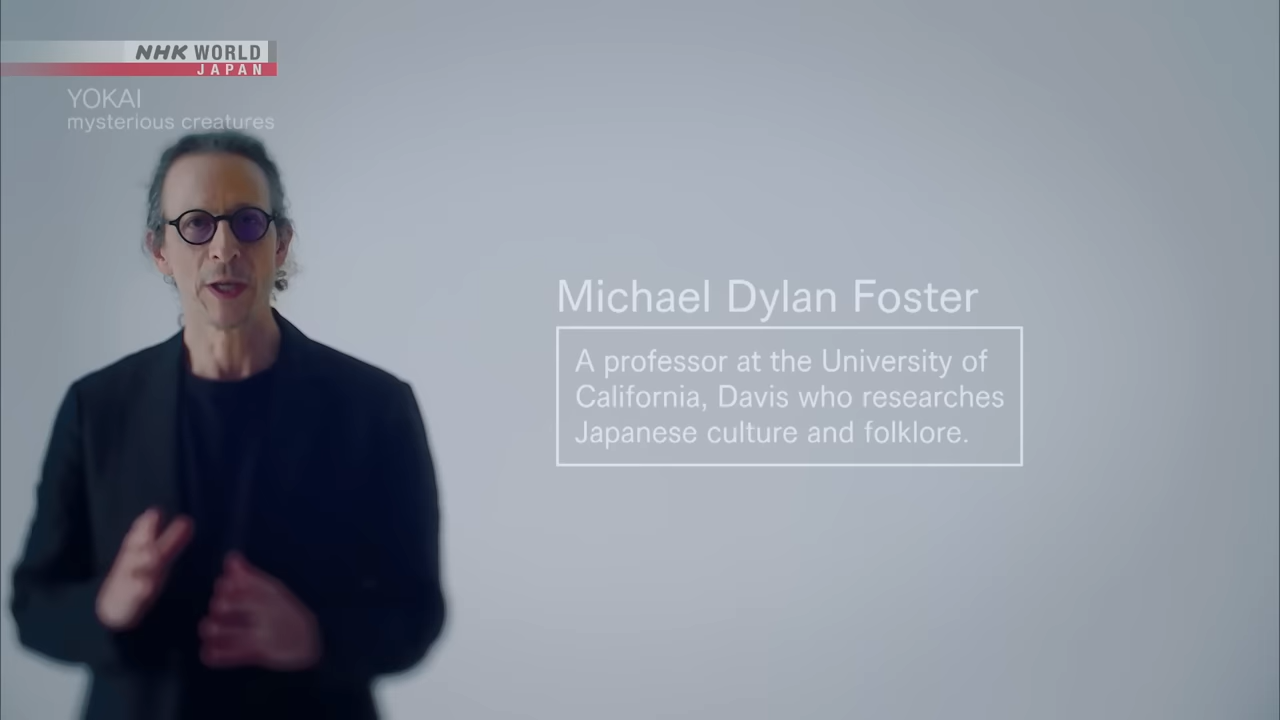 NHK WORLD
JAPAN
YOKAI
mysterious creatures
Michael Dylan Foster
A professor at the University of
California, Davis who researches
Japanese culture and folklore.